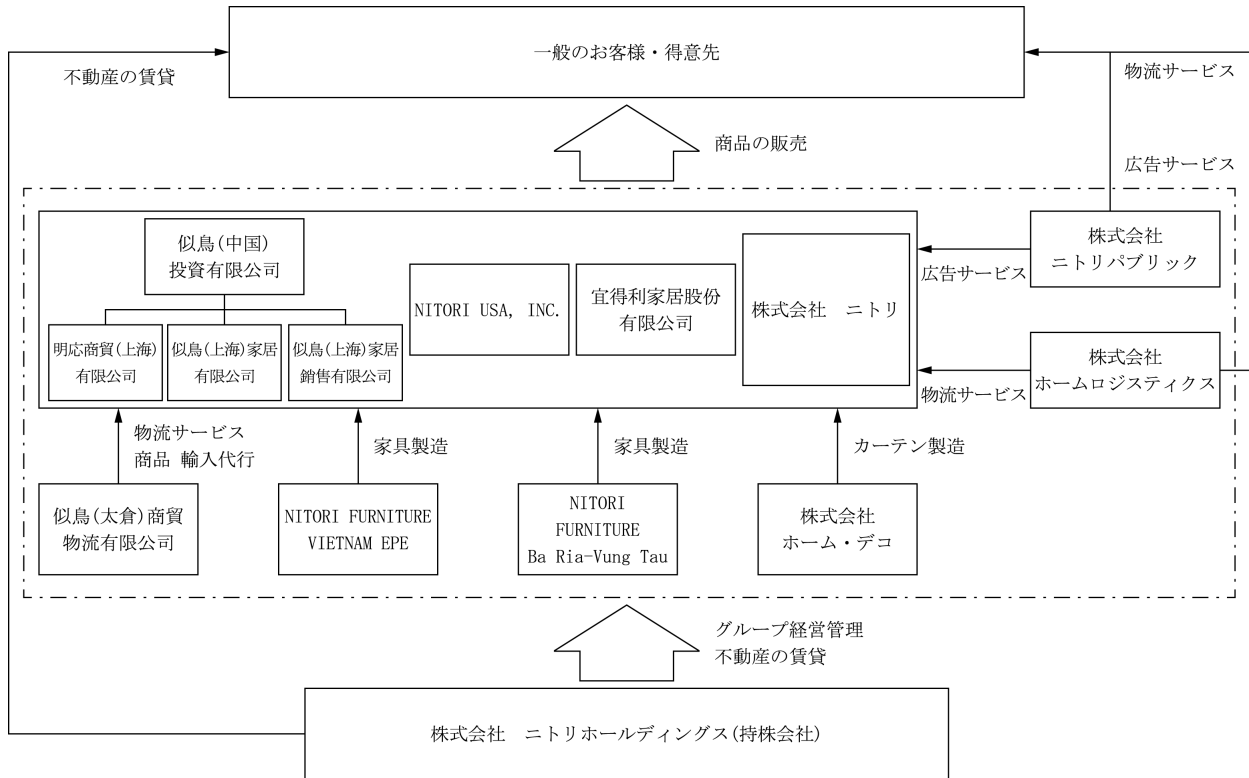 一般のお客様・得意先
不動産の賃貸
物流サービス
商品の販売
広告サービス
似鳥(中国)
投資有限公司
明応商貿(上海)
有限公司
似鳥(上海)家居
有限公司
似鳥(上海)家居
銷售有限公司
NITORI USA, INC.
宜得利家居股份
有限公司
株式会社　ニトリ
広告サービス
株式会社
ニトリパブリック
物流サービス
株式会社
ホームロジスティクス
物流サービス
商品 輸入代行
家具製造
家具製造
カーテン製造
似鳥(太倉)商貿
物流有限公司
NITORI FURNITURE
VIETNAM EPE
NITORI
FURNITURE
Ba Ria-Vung Tau
株式会社
ホーム・デコ
グループ経営管理
不動産の賃貸
株式会社　ニトリホールディングス(持株会社)